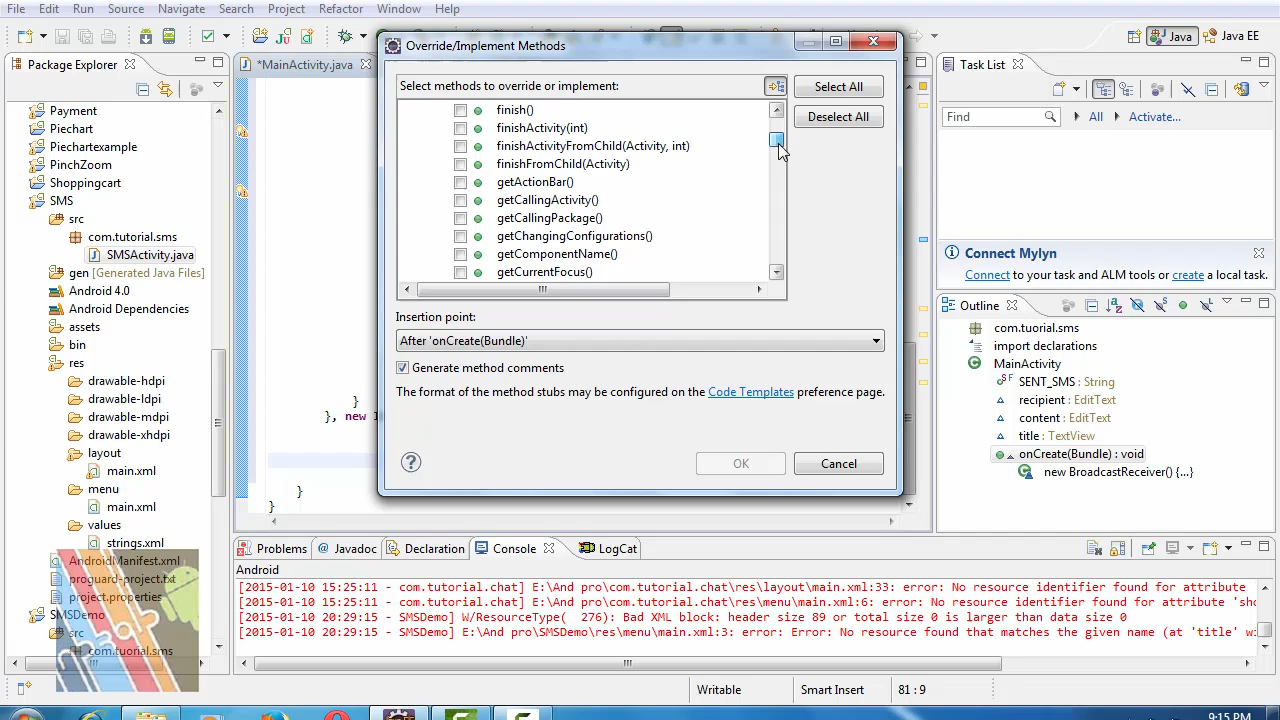 File Edit Run Source Navigate Search Project Refactor Window Help
Java
Java EE
Package Explorer
*MainActivity.java
Payment
Piechart
Piechartexample
PinchZoom
Shoppingcart
SMS
src
com.tutorial.sms
SMSActivity.java
gen [Generated Java Files]
Android 4.0
Android Dependencies
assets
bin
res
drawable-hdpi
drawable-ldpi
drawable-mdpi
drawable-xhdpi
layout
main.xml
menu
main.xml
values
strings.xml
AndroidManifest.xml
proguard-project.txt
project.properties
SMSDemo
src
com.tuorial.sms
}
}, new I
}
}
Override/Implement Methods
Select methods to override or implement:
finish()
finishActivity(int)
finishActivityFromChild(Activity, int)
finishFromChild(Activity)
getActionBar()
getCallingActivity()
getCallingPackage()
getChangingConfigurations()
getComponentName()
getCurrentFocus()
Select All
Deselect All
Insertion point:
After 'onCreate(Bundle)'
Generate method comments
The format of the method stubs may be configured on the Code Templates preference page.
OK
Cancel
Task List
Find
All
Activate...
Connect Mylyn
Connect to your task and ALM tools or create a local task.
Outline
com.tuorial.sms
import declarations
MainActivity
SENT_SMS : String
recipient : EditText
content : EditText
title : TextView
onCreate(Bundle) : void
new BroadcastReceiver() {...}
Problems
Javadoc
Declaration
Console
LogCat
Android
[2015-01-10 15:25:11 - com.tutorial.chat] E:\And pro\com.tutorial.chat\res\layout\main.xml:33: error: No resource identifier found for attribute
[2015-01-10 15:25:11 - com.tutorial.chat] E:\And pro\com.tutorial.chat\res\menu\main.xml:6: error: No resource identifier found for attribute 'sho
[2015-01-10 20:29:15 - SMSDemo] W/ResourceType( 276): Bad XML block: header size 89 or total size 0 is larger than data size 0
[2015-01-10 20:29:15 - SMSDemo] E:\And pro\SMSDemo\res\menu\main.xml:3: error: Error: No resource found that matches the given name (at 'title' wi
Writable
Smart Insert
81 : 9
9:15 PM